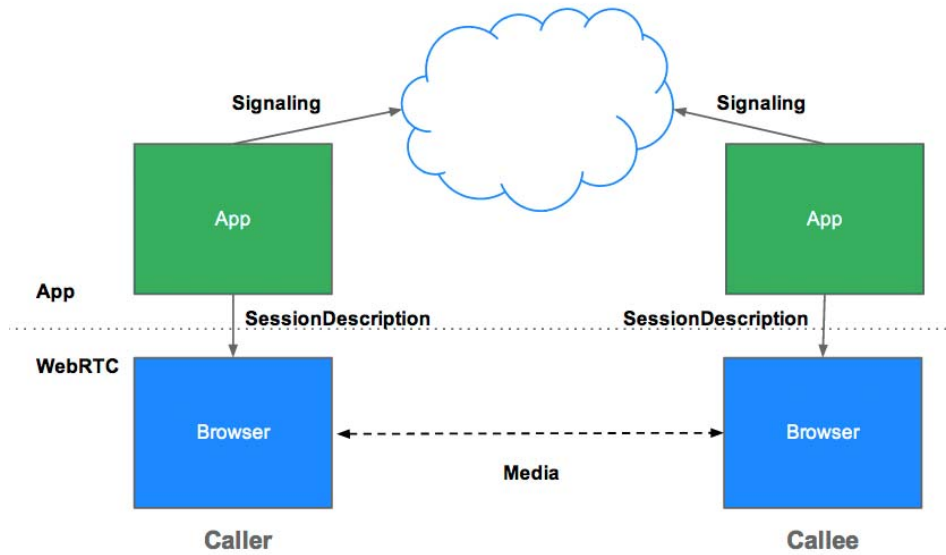 Signaling
Signaling
App
App
App
SessionDescription
SessionDescription
WebRTC
Browser
Browser
Media
Caller
Callee